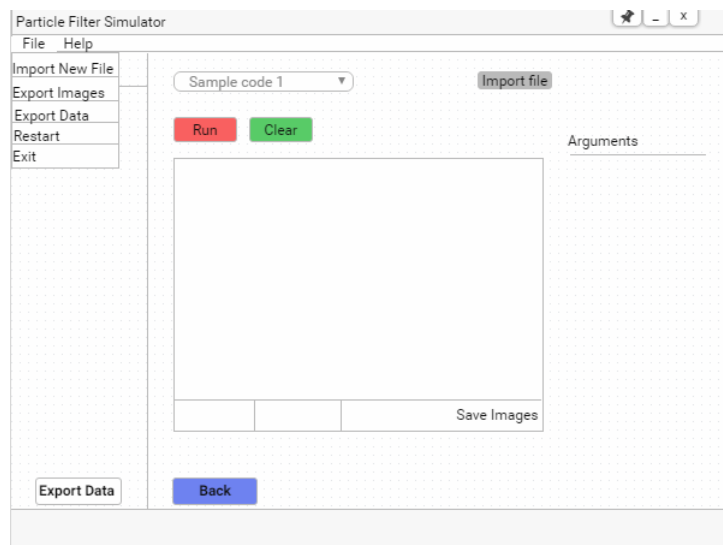 Particle Filter Simulator
x
File Help
Import New File
Export Images
Export Data
Restart
Exit
Sample code 1
Import file
Run
Clear
Arguments
Save Images
Export Data
Back